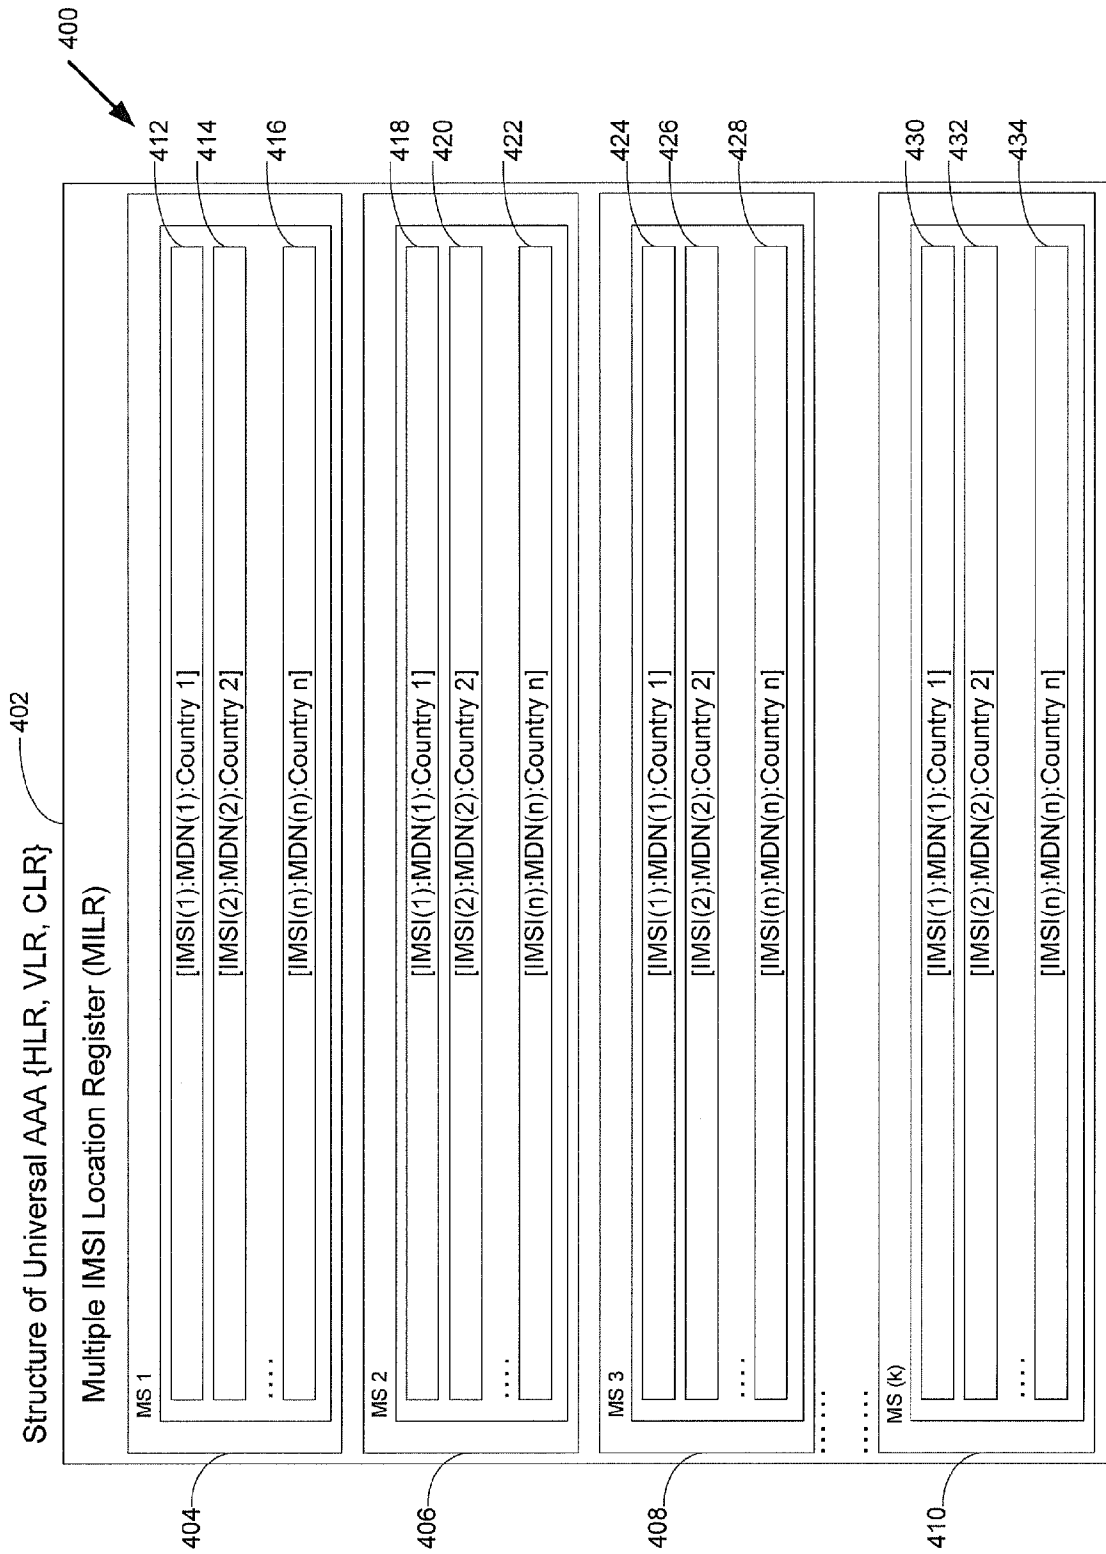 Structure of Universal AAA {HLR, VLR, CLR}
402
400
Multiple IMSI Location Register (MILR)
404
MS 1
[IMSI(1):MDN(1):Country 1]
412
[IMSI(2):MDN(2):Country 2]
414
....
[IMSI(n):MDN(n):Country n]
416
406
MS 2
[IMSI(1):MDN(1):Country 1]
418
[IMSI(2):MDN(2):Country 2]
420
....
[IMSI(n):MDN(n):Country n]
422
408
MS 3
[IMSI(1):MDN(1):Country 1]
424
[IMSI(2):MDN(2):Country 2]
426
....
[IMSI(n):MDN(n):Country n]
428
......
......
410
MS (k)
[IMSI(1):MDN(1):Country 1]
430
[IMSI(2):MDN(2):Country 2]
432
....
[IMSI(n):MDN(n):Country n]
434